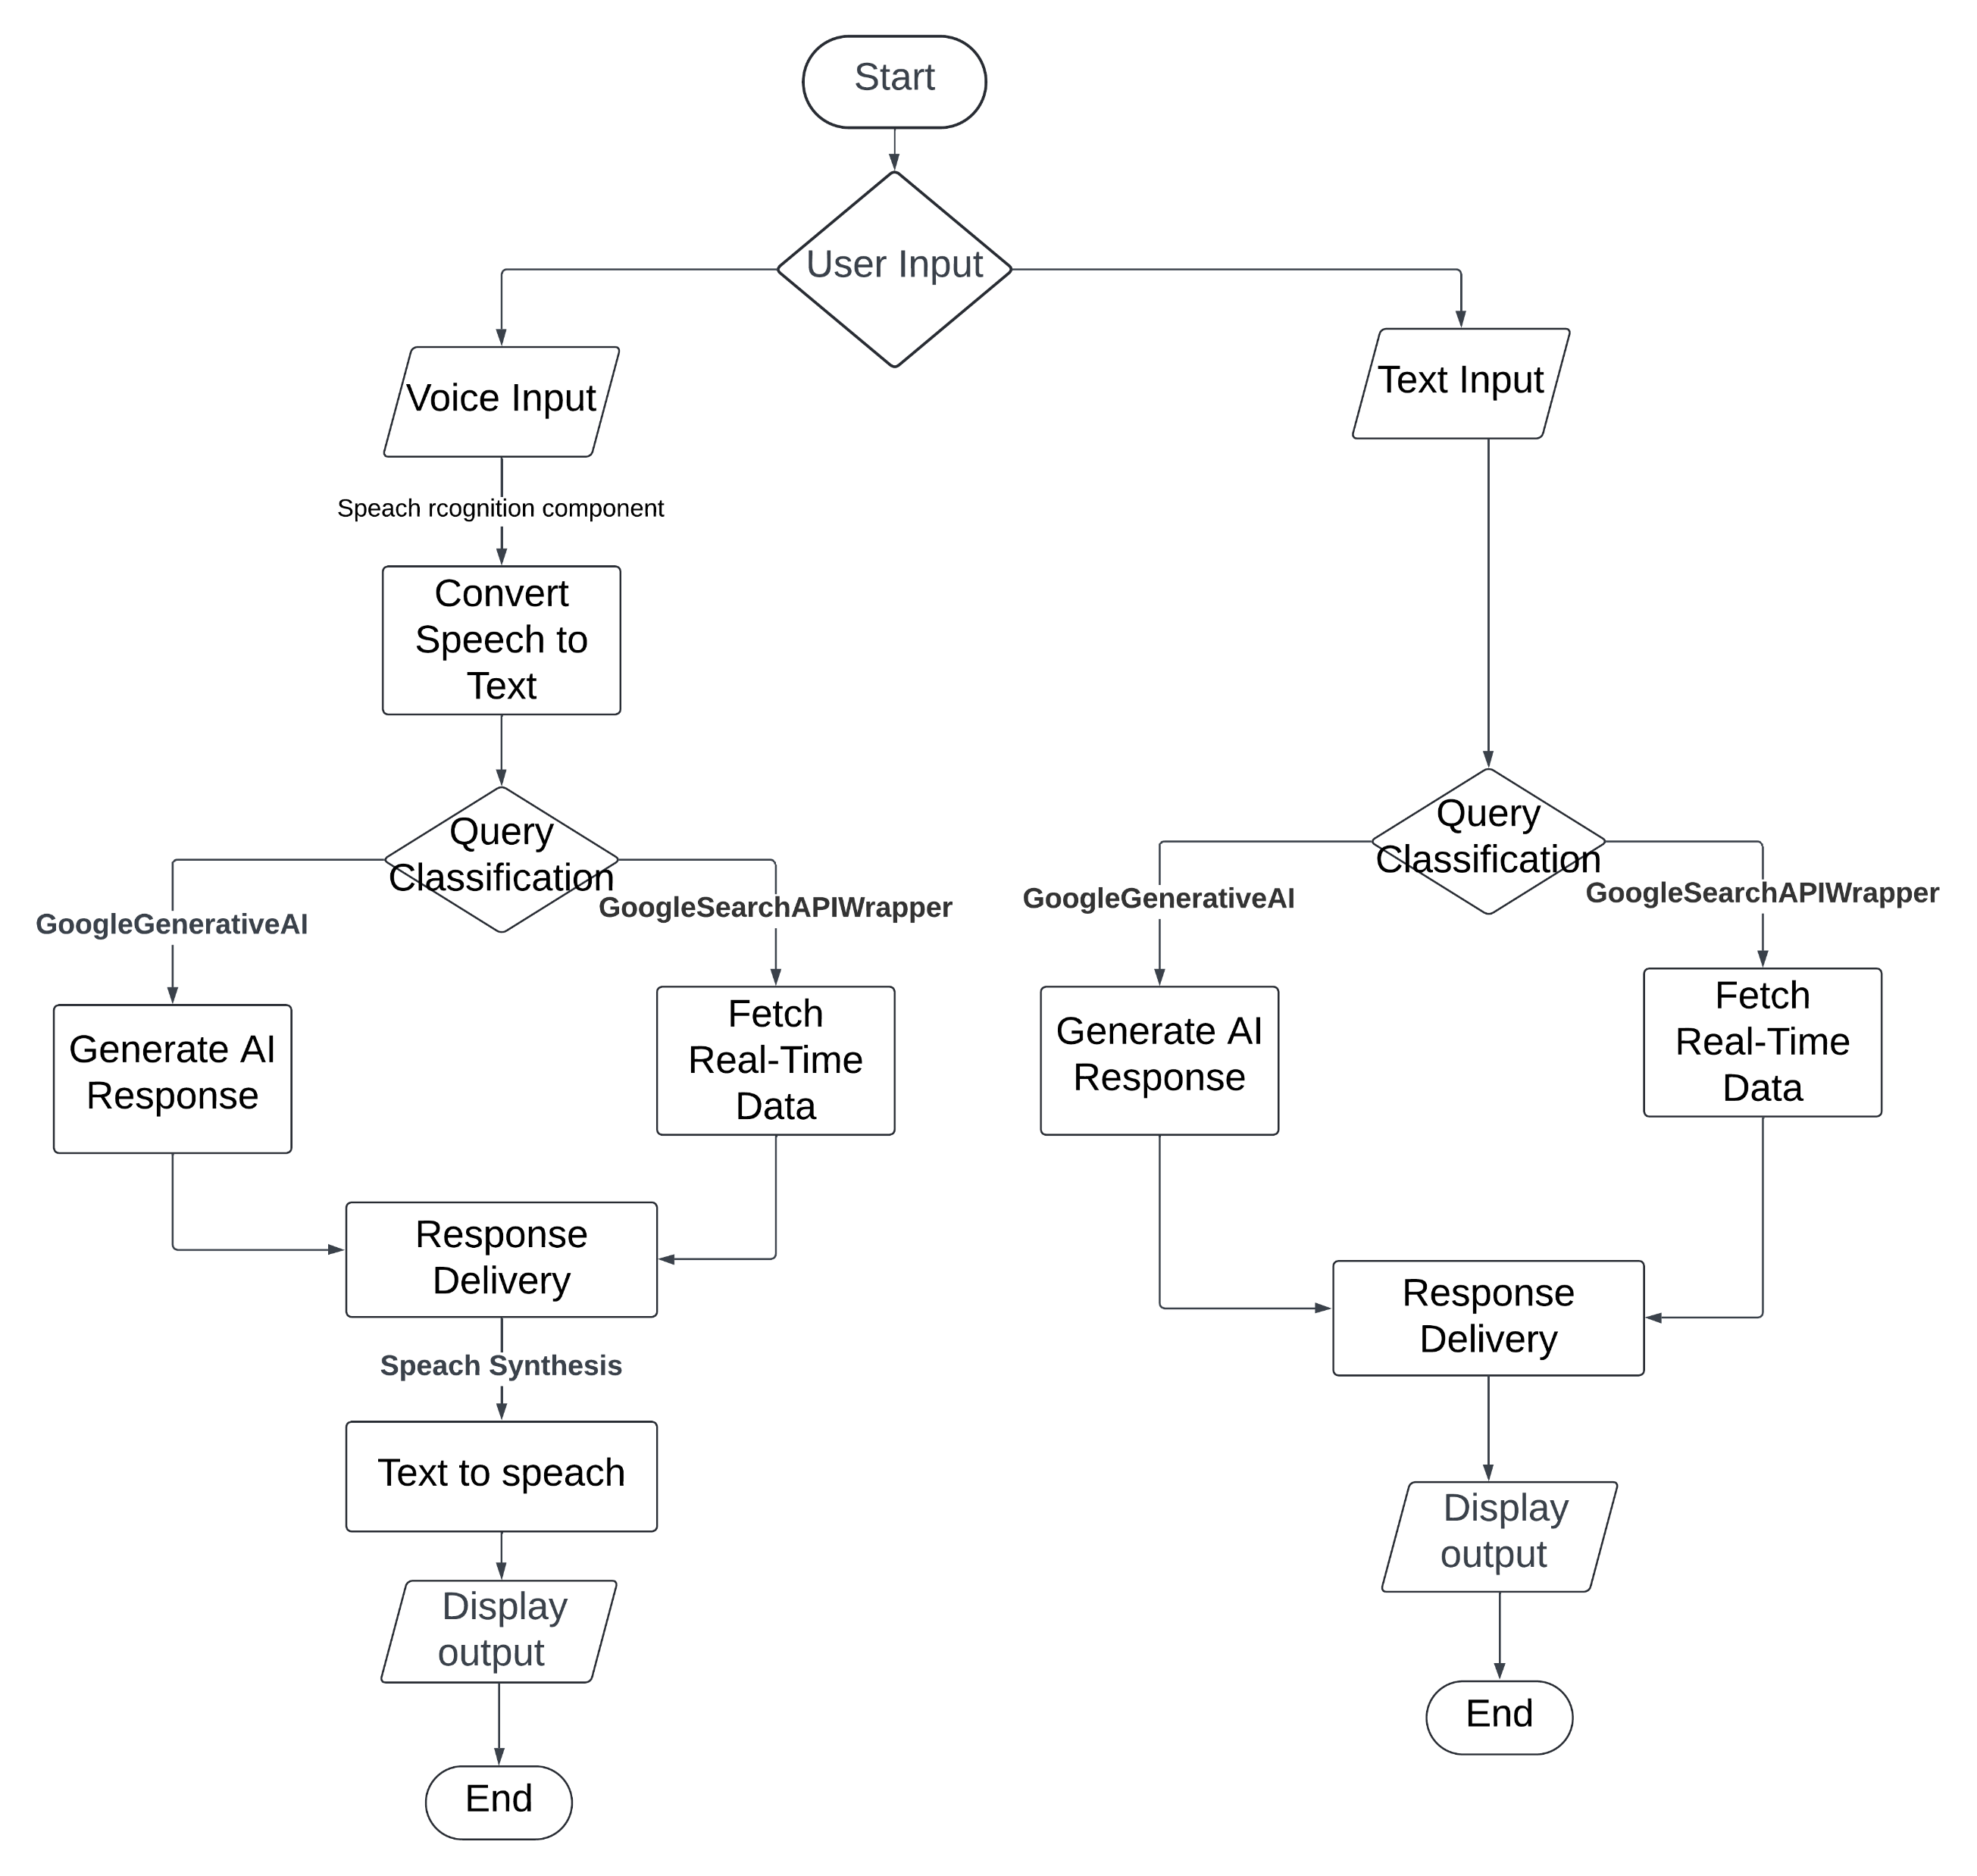 Start
User Input
Voice Input
Speach rcognition component
Convert
Speech to
Text
Query
Classification
GoogleGenerativeAI
GoogleSearchAPIWrapper
Generate AI
Response
Fetch
Real-Time
Data
Response
Delivery
Speach Synthesis
Text to speach
Display
output
End
Text Input
Query
Classification
GoogleGenerativeAI
GoogleSearchAPIWrapper
Generate AI
Response
Fetch
Real-Time
Data
Response
Delivery
Display
output
End